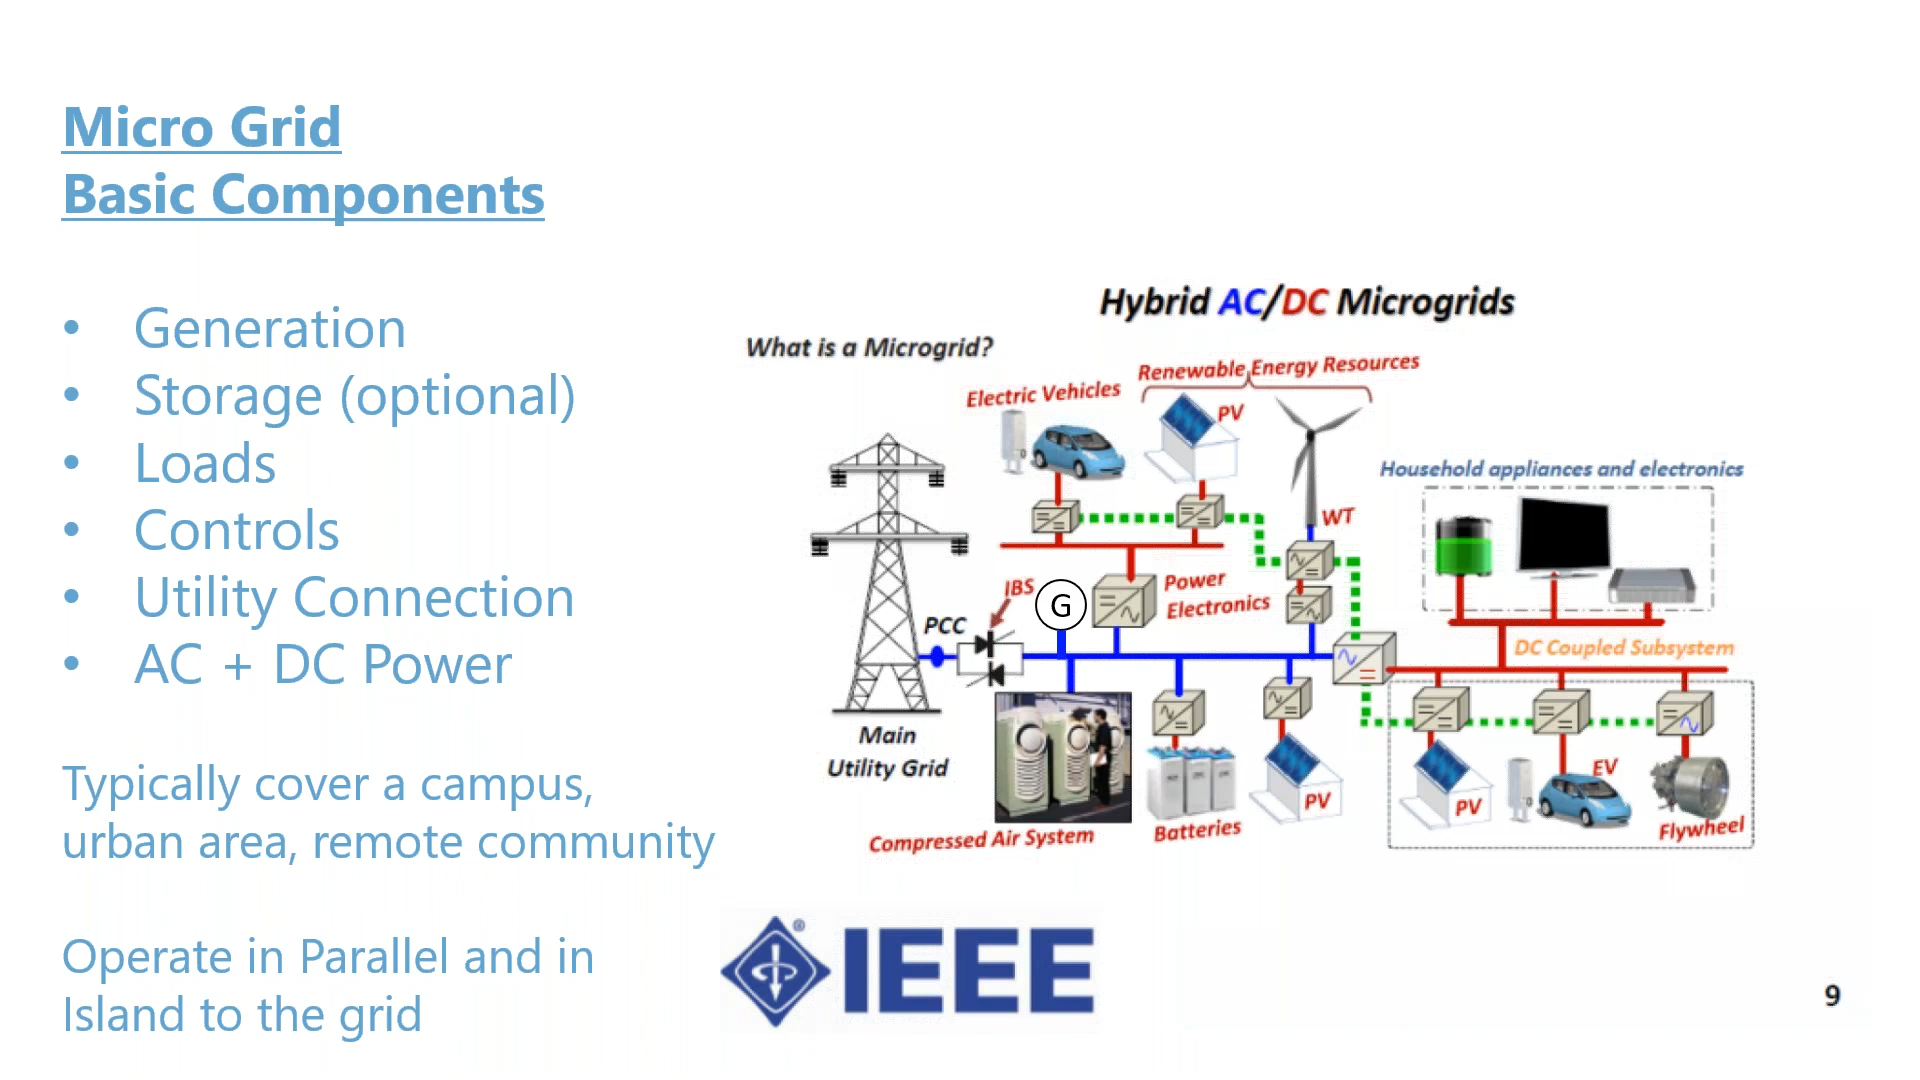 Micro Grid
Basic Components
• Generation
• Storage (optional)
• Loads
• Controls
• Utility Connection
• AC + DC Power
Typically cover a campus,
urban area, remote community
Operate in Parallel and in
Island to the grid
Hybrid AC/DC Microgrids
What is a Microgrid?
Renewable Energy Resources
Electric Vehicles
PV
Household appliances and electronics
WT
IBS
G
Power
Electronics
PCC
DC Coupled Subsystem
Main
Utility Grid
EV
PV
PV
Compressed Air System
Batteries
Flywheel
IEEE
®
9